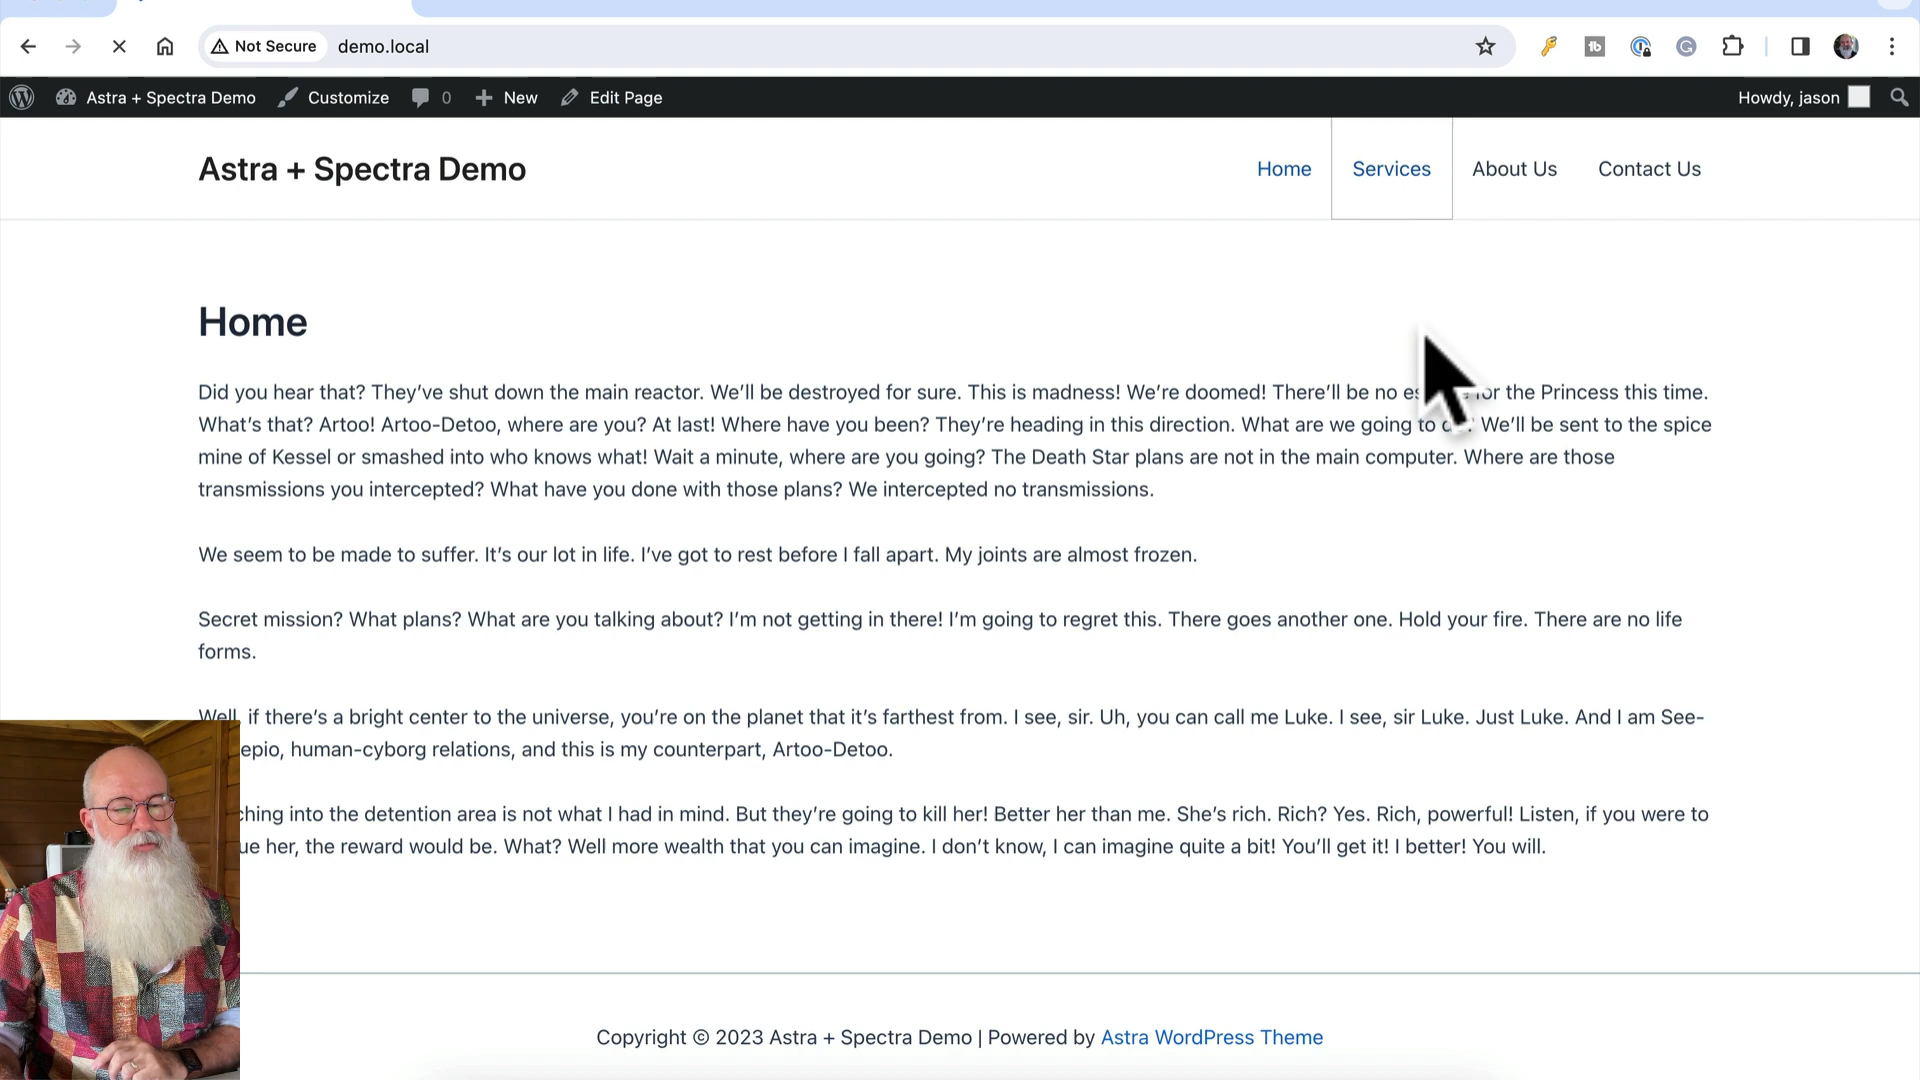 Not Secure demo.local
Astra + Spectra Demo Customize 0 New Edit Page Howdy, jason
Astra + Spectra Demo Home Services About Us Contact Us
Home
Did you hear that? They’ve shut down the main reactor. We’ll be destroyed for sure. This is madness! We’re doomed! There’ll be no for the Princess this time.
What’s that? Artoo! Artoo-Detoo, where are you? At last! Where have you been? They’re heading in this direction. What are we going to We’ll be sent to the spice
mine of Kessel or smashed into who knows what! Wait a minute, where are you going? The Death Star plans are not in the main computer. Where are those
transmissions you intercepted? What have you done with those plans? We intercepted no transmissions.
We seem to be made to suffer. It’s our lot in life. I’ve got to rest before I fall apart. My joints are almost frozen.
Secret mission? What plans? What are you talking about? I’m not getting in there! I’m going to regret this. There goes another one. Hold your fire. There are no life
forms.
Well, if there’s a bright center to the universe, you’re on the planet that it’s farthest from. I see, sir. Uh, you can call me Luke. I see, sir Luke. Just Luke. And I am See-
epio, human-cyborg relations, and this is my counterpart, Artoo-Detoo.
ching into the detention area is not what I had in mind. But they’re going to kill her! Better her than me. She’s rich. Rich? Yes. Rich, powerful! Listen, if you were to
ue her, the reward would be. What? Well more wealth that you can imagine. I don’t know, I can imagine quite a bit! You’ll get it! I better! You will.
Copyright © 2023 Astra + Spectra Demo | Powered by Astra WordPress Theme